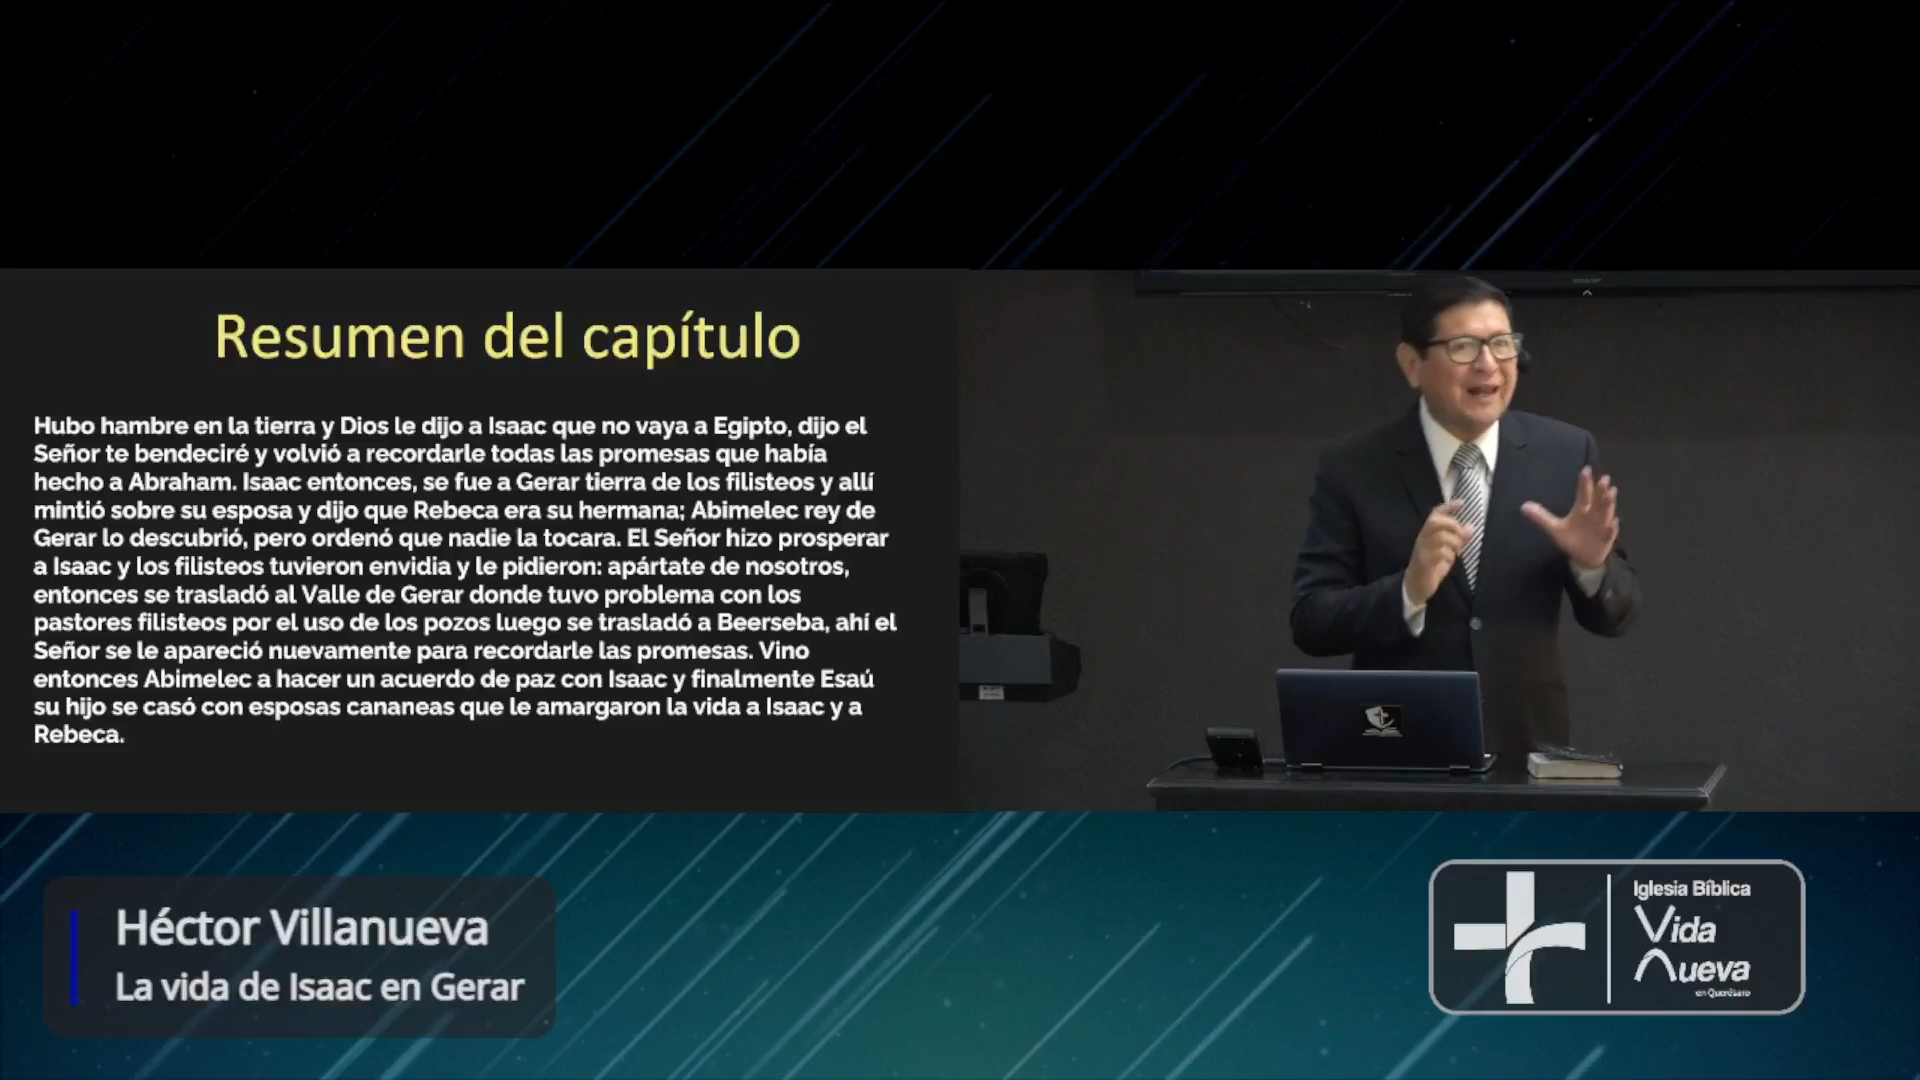 Resumen del capítulo
Hubo hambre en la tierra y Dios le dijo a Isaac que no vaya a Egipto, dijo el
Señor te bendeciré y volvió a recordarle todas las promesas que había
hecho a Abraham. Isaac entonces, se fue a Gerar tierra de los filisteos y allí
mintió sobre su esposa y dijo que Rebeca era su hermana; Abimelec rey de
Gerar lo descubrió, pero ordenó que nadie la tocara. El Señor hizo prosperar
a Isaac y los filisteos tuvieron envidia y le pidieron: apártate de nosotros,
entonces se trasladó al Valle de Gerar donde tuvo problema con los
pastores filisteos por el uso de los pozos luego se trasladó a Beerseba, ahí el
Señor se le apareció nuevamente para recordarle las promesas. Vino
entonces Abimelec a hacer un acuerdo de paz con Isaac y finalmente Esaú
su hijo se casó con esposas cananeas que le amargaron la vida a Isaac y a
Rebeca.
Héctor Villanueva
La vida de Isaac en Gerar
Iglesia Bíblica
Vida
Nueva
en Querétaro